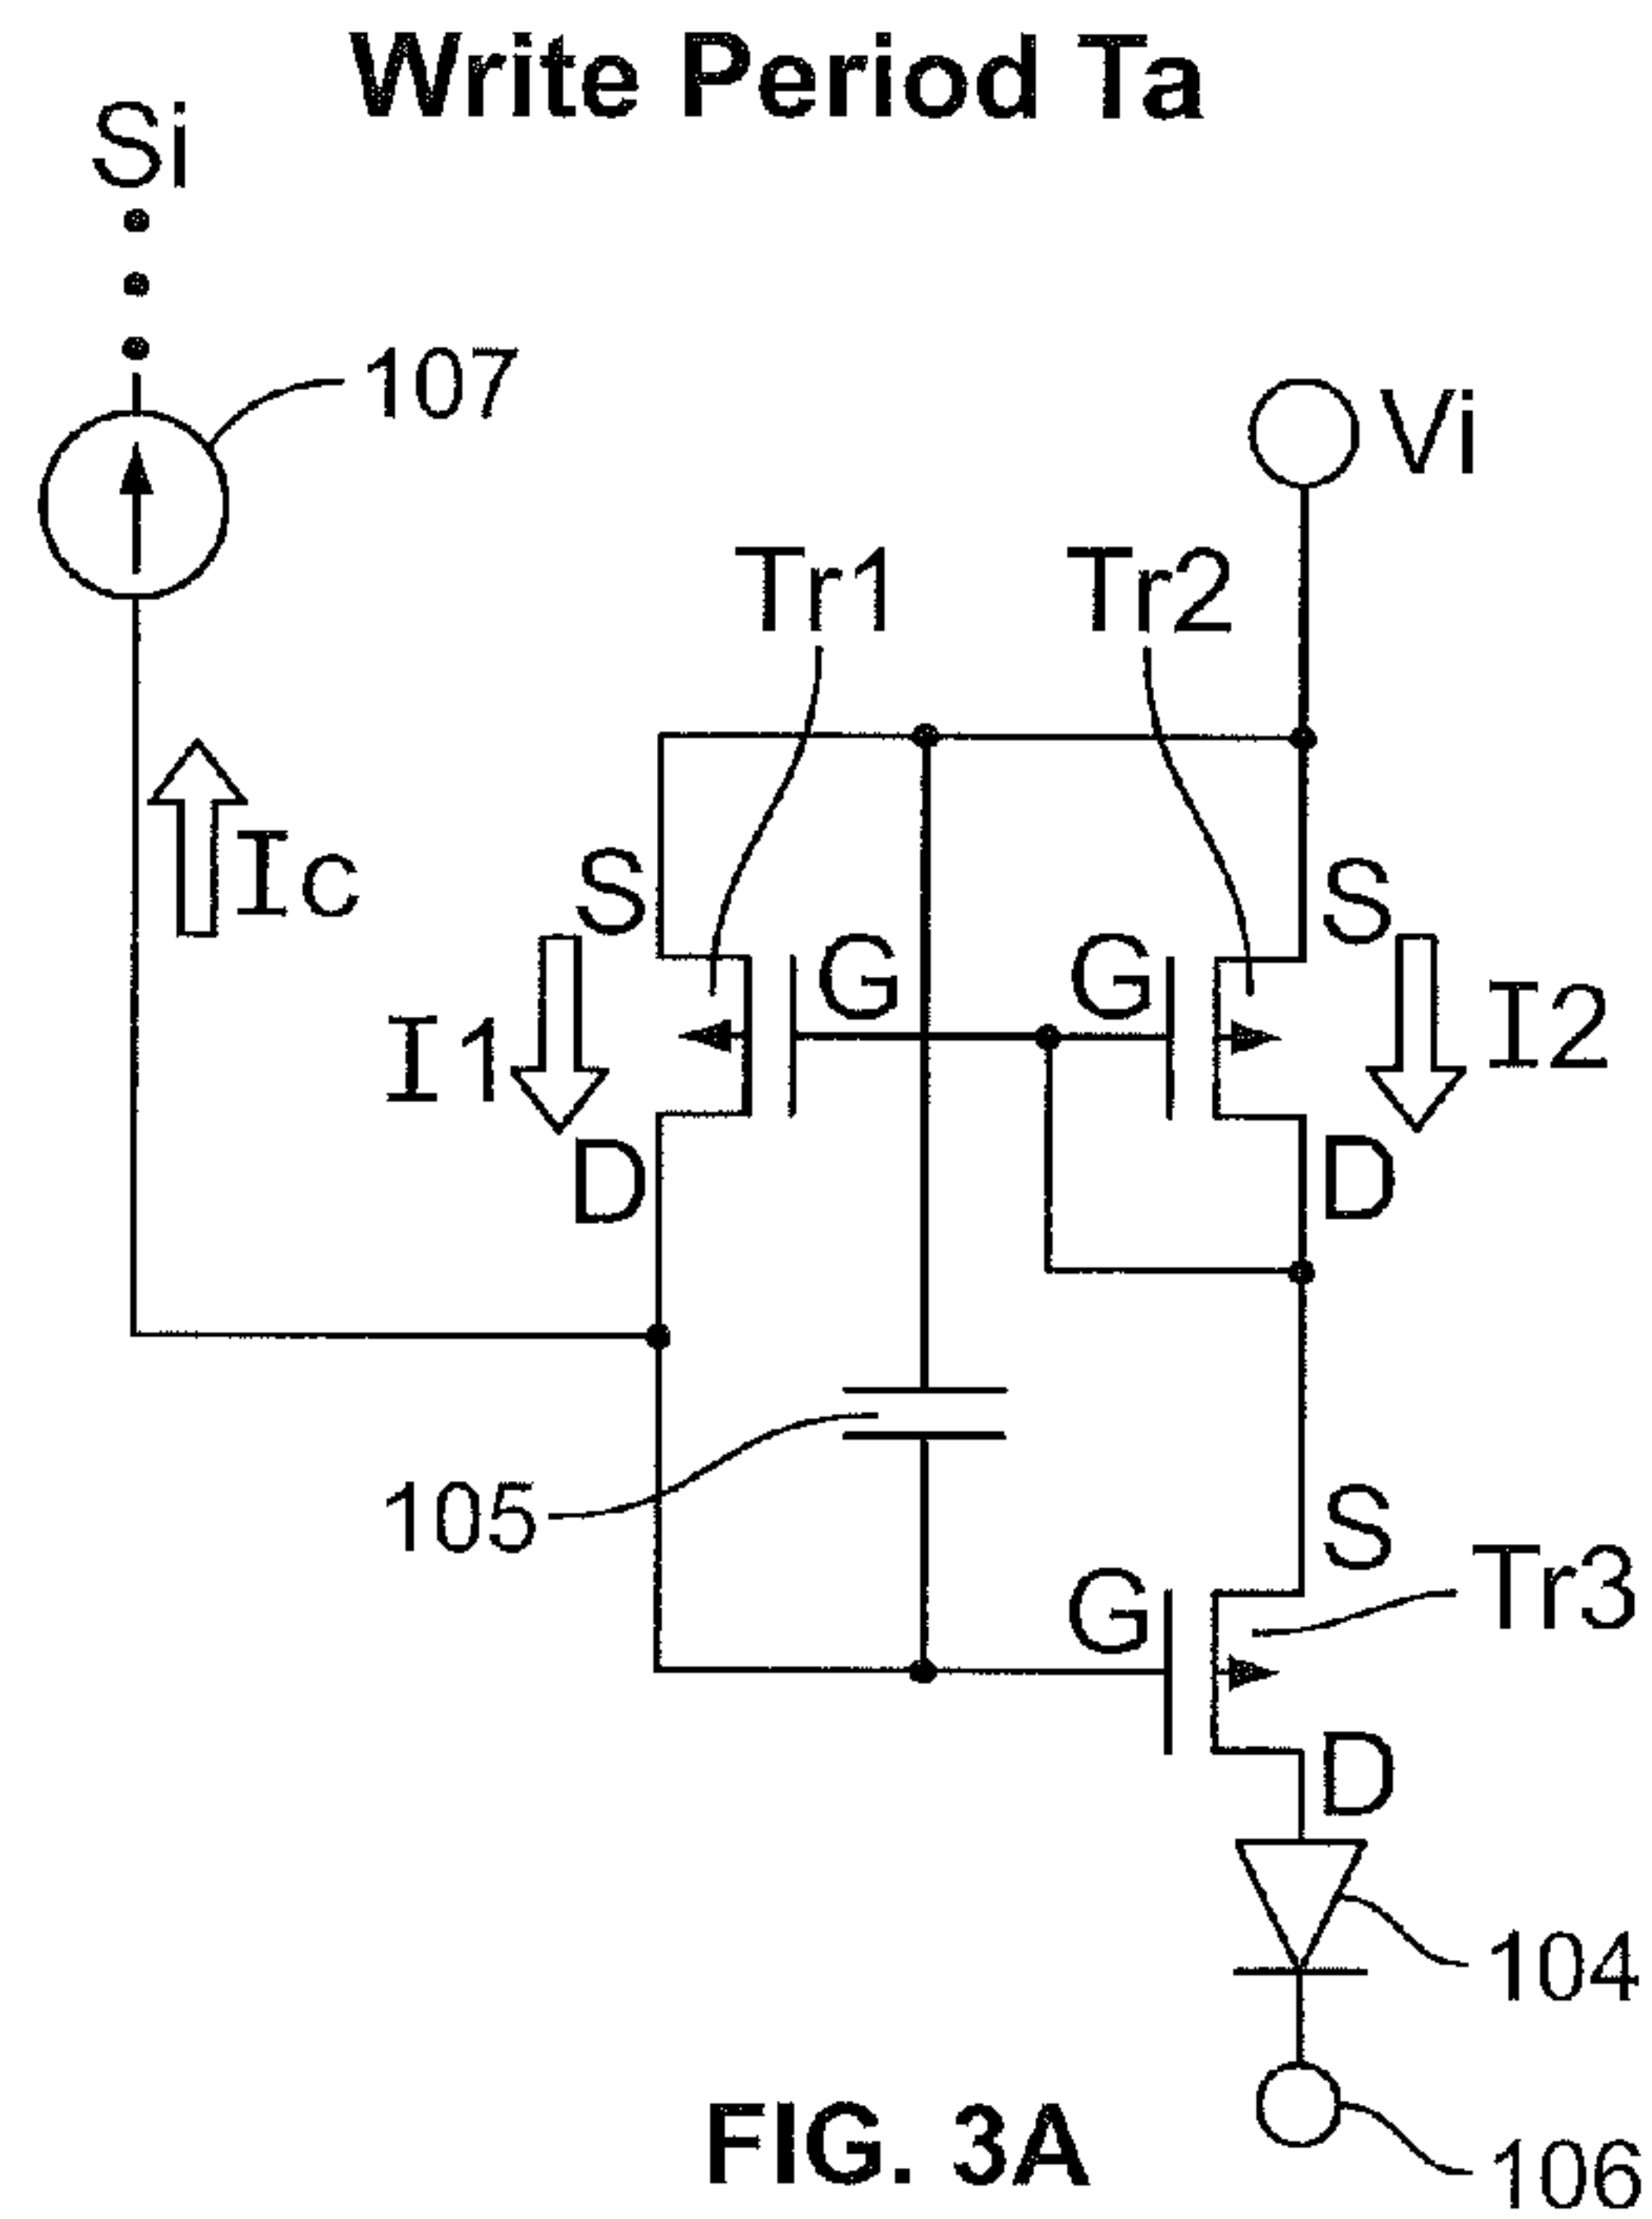 Write Period Ta
Si
107
Vi
Tr1
Tr2
Ic
S
S
G
G
I1
I2
D
D
105
S
G
Tr3
D
104
106
FIG. 3A